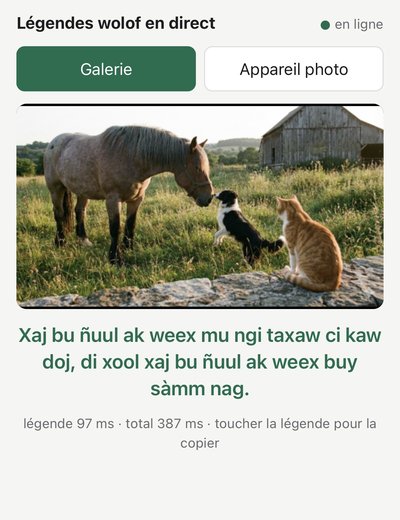 Légendes wolof en direct
en ligne
Galerie
Appareil photo
Xaj bu ñuul ak weex mu ngi taxaw ci kaw
doj, di xool xaj bu ñuul ak weex buy
sàmm nag.
légende 97 ms · total 387 ms · toucher la légende pour la
copier